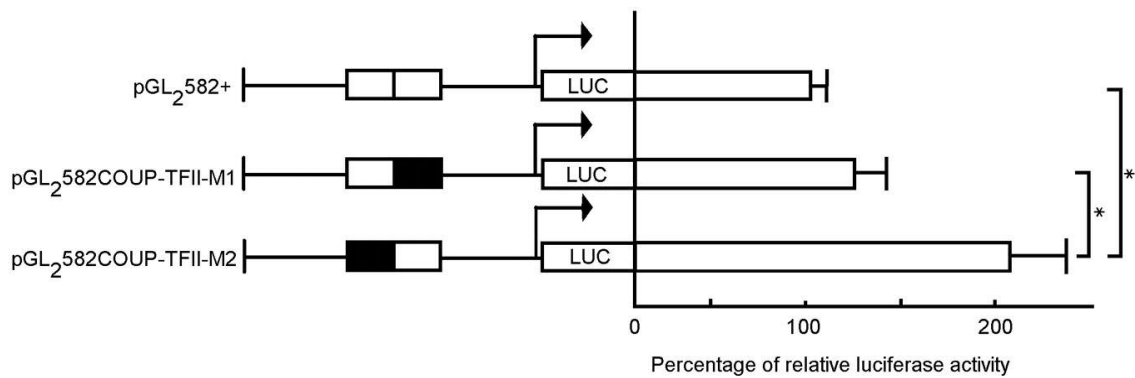 pGL2582+ LUC
pGL2582COUP-TFII-M1 LUC
*
*
pGL2582COUP-TFII-M2 LUC
0 100 200
Percentage of relative luciferase activity